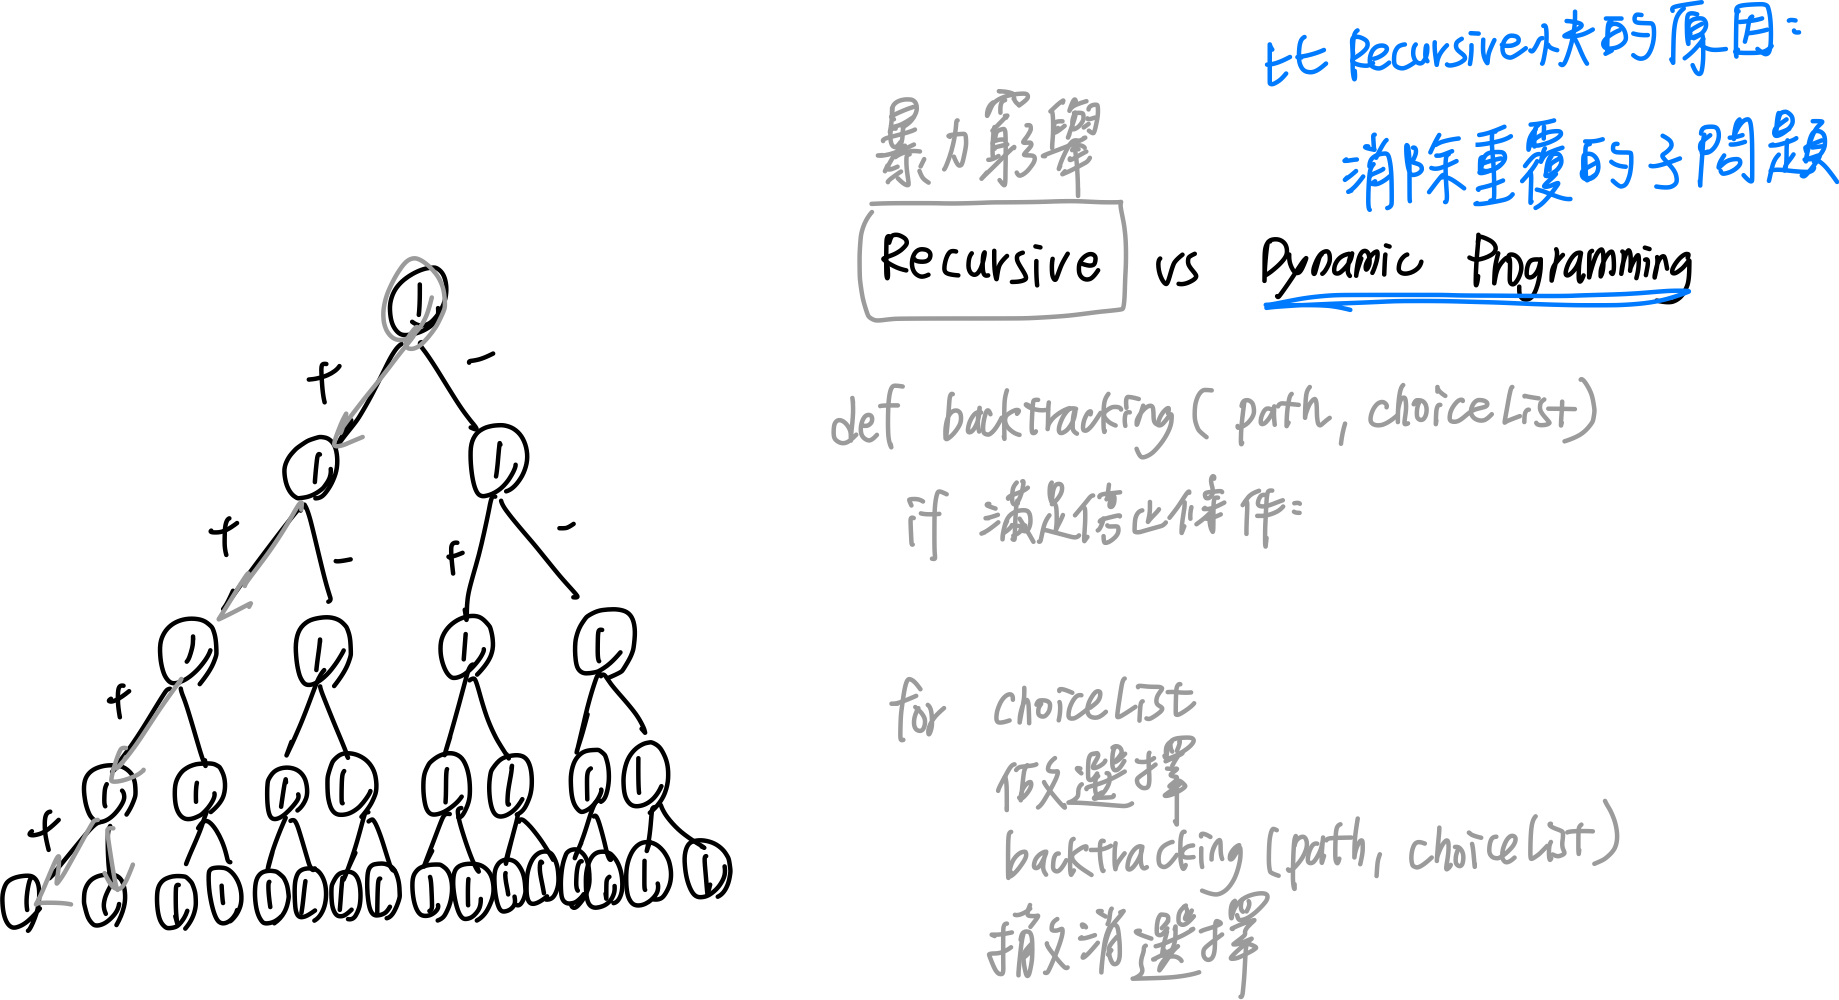 比 Recursive快的原因:
消除重覆的子問題
暴力窮舉
Recursive vs Dynamic Programming
def backtracking ( path, choiceList)
if 滿足停止條件:
for choiceList
做選擇
backtracking (path, choiceList)
撤消選擇
1
+ -
1 1
+ - + -
1 1 1 1
+
1 1 1 1 1 1 1 1
+
1 1 1 1 1 1 1 1 1 1 1 1 1 1 1 1